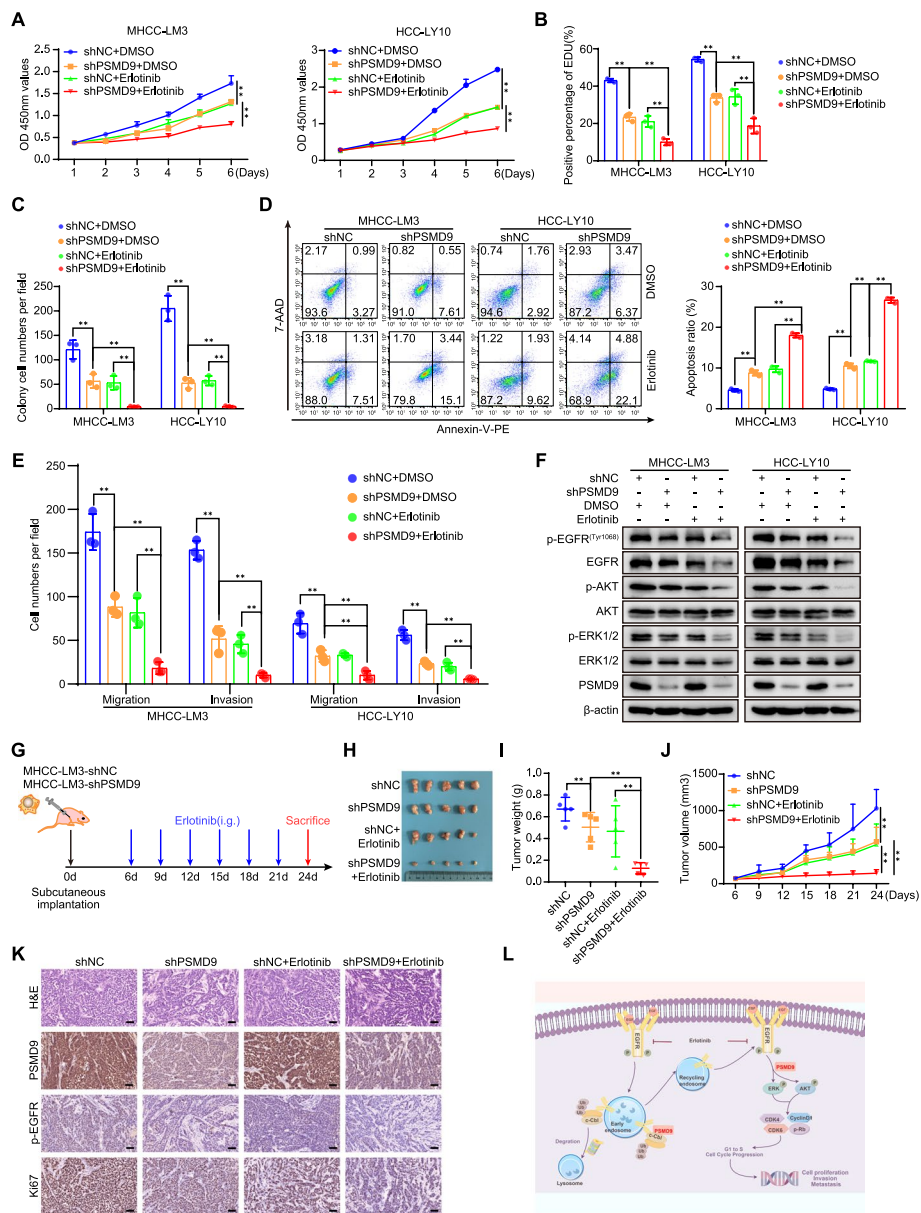 A
MHCC-LM3
OD 450nm values
2.0
1.5
1.0
0.5
0.0
1 2 3 4 5 6(Days)
**
**
HCC-LY10
OD 450nm values
3.0
2.0
1.0
0.0
1 2 3 4 5 6(Days)
**
**
shNC+DMSO
shPSMD9+DMSO
shNC+Erlotinib
shPSMD9+Erlotinib
B
Positive percentage of EDU(%)
80
60
40
20
0
** ** **
** ** **
MHCC-LM3 HCC-LY10
shNC+DMSO
shPSMD9+DMSO
shNC+Erlotinib
shPSMD9+Erlotinib
C
shNC+DMSO
shPSMD9+DMSO
shNC+Erlotinib
shPSMD9+Erlotinib
Colony cell numbers per field
250
200
150
100
50
0
** ** **
** ** **
MHCC-LM3 HCC-LY10
D
MHCC-LM3 HCC-LY10
shNC shPSMD9 shNC shPSMD9
2.17 0.99 0.82 0.55 0.74 1.76 2.93 3.47
93.6 3.27 91.0 7.61 94.6 2.92 87.2 6.37
DMSO
3.18 1.31 1.70 3.44 1.22 1.93 4.14 4.88
88.0 7.51 79.8 15.1 87.2 9.62 68.9 22.1
Erlotinib
7-AAD
Annexin-V-PE
shNC+DMSO
shPSMD9+DMSO
shNC+Erlotinib
shPSMD9+Erlotinib
Apoptosis ratio (%)
40
30
20
10
0
** ** **
** ** **
MHCC-LM3 HCC-LY10
E
Cell numbers per field
250
200
150
100
50
0
** ** **
** ** **
** ** **
** ** **
shNC+DMSO
shPSMD9+DMSO
shNC+Erlotinib
shPSMD9+Erlotinib
Migration Invasion Migration Invasion
MHCC-LM3 HCC-LY10
F
MHCC-LM3 HCC-LY10
shNC + + + +
shPSMD9 + + + +
DMSO + + + +
Erlotinib + + + +
p-EGFR(Tyr1068)
EGFR
p-AKT
AKT
p-ERK1/2
ERK1/2
PSMD9
β-actin
G
MHCC-LM3-shNC
MHCC-LM3-shPSMD9
Erlotinib(i.g.) Sacrifice
0d 6d 9d 12d 15d 18d 21d 24d
Subcutaneous
implantation
H
shNC
shPSMD9
shNC+
Erlotinib
shPSMD9
+Erlotinib
I
Tumor weight (g)
1.0
0.8
0.6
0.4
0.2
0.0
** ** **
shNC
shPSMD9
shNC+Erlotinib
shPSMD9+Erlotinib
J
Tumor volume (mm3)
1500
1000
500
0
6 9 12 15 18 21 24 (Days)
shNC
shPSMD9
shNC+Erlotinib
shPSMD9+Erlotinib
**
**
**
K
shNC shPSMD9 shNC+Erlotinib shPSMD9+Erlotinib
H&E
PSMD9
p-EGFR
Ki67
L
EGFR EGFR
P P P P
Erlotinib
PSMD9
Recycling endosome
ERK P AKT P
Ub
Ub
Ub
c-Cbl
Early
endosome
PSMD9
c-Cbl
Ub
Ub
Ub
CyclinD1
CDK4
CDK6 p-Rb
Degration
Lysosome
G1 to S
Cell Cycle Progression
Cell proliferation
Invasion
Metastasis